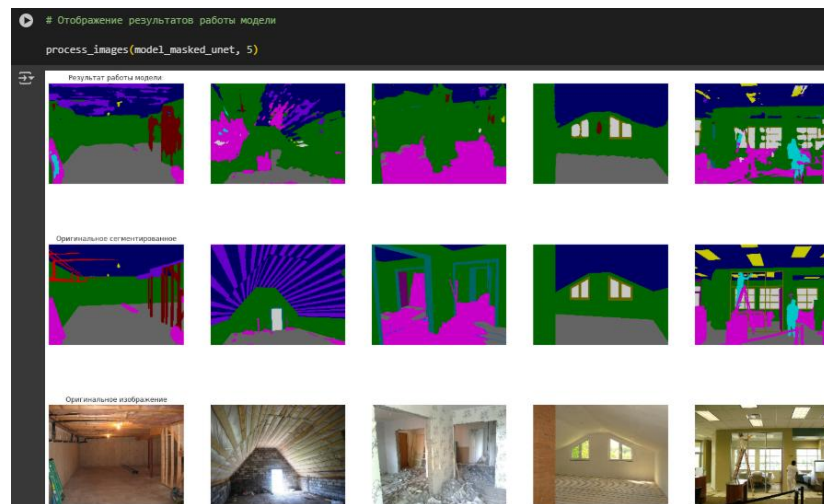 # Отображение результатов работы модели
process_images(model_masked_unet, 5)
Результат работы модели
Оригинальное сегментированное
Оригинальное изображение